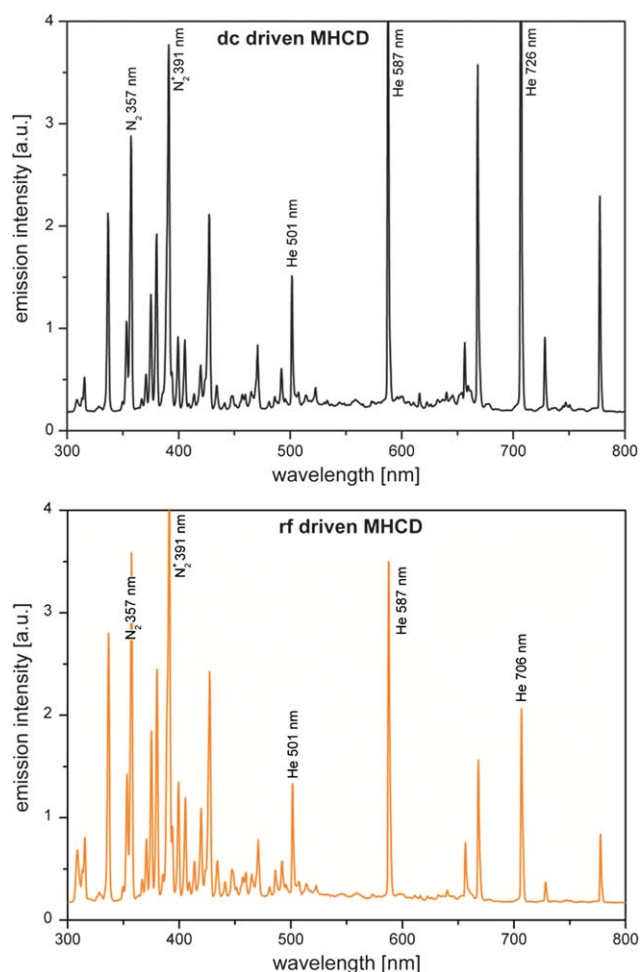 dc driven MHCD
emission intensity [a.u.]
4
3
2
1
0
N₂ 357 nm
N₂⁺ 391 nm
He 501 nm
He 587 nm
He 726 nm
300 400 500 600 700 800
wavelength [nm]
rf driven MHCD
emission intensity [a.u.]
4
3
2
1
0
N₂ 357 nm
N₂⁺ 391 nm
He 501 nm
He 587 nm
He 706 nm
300 400 500 600 700 800
wavelength [nm]